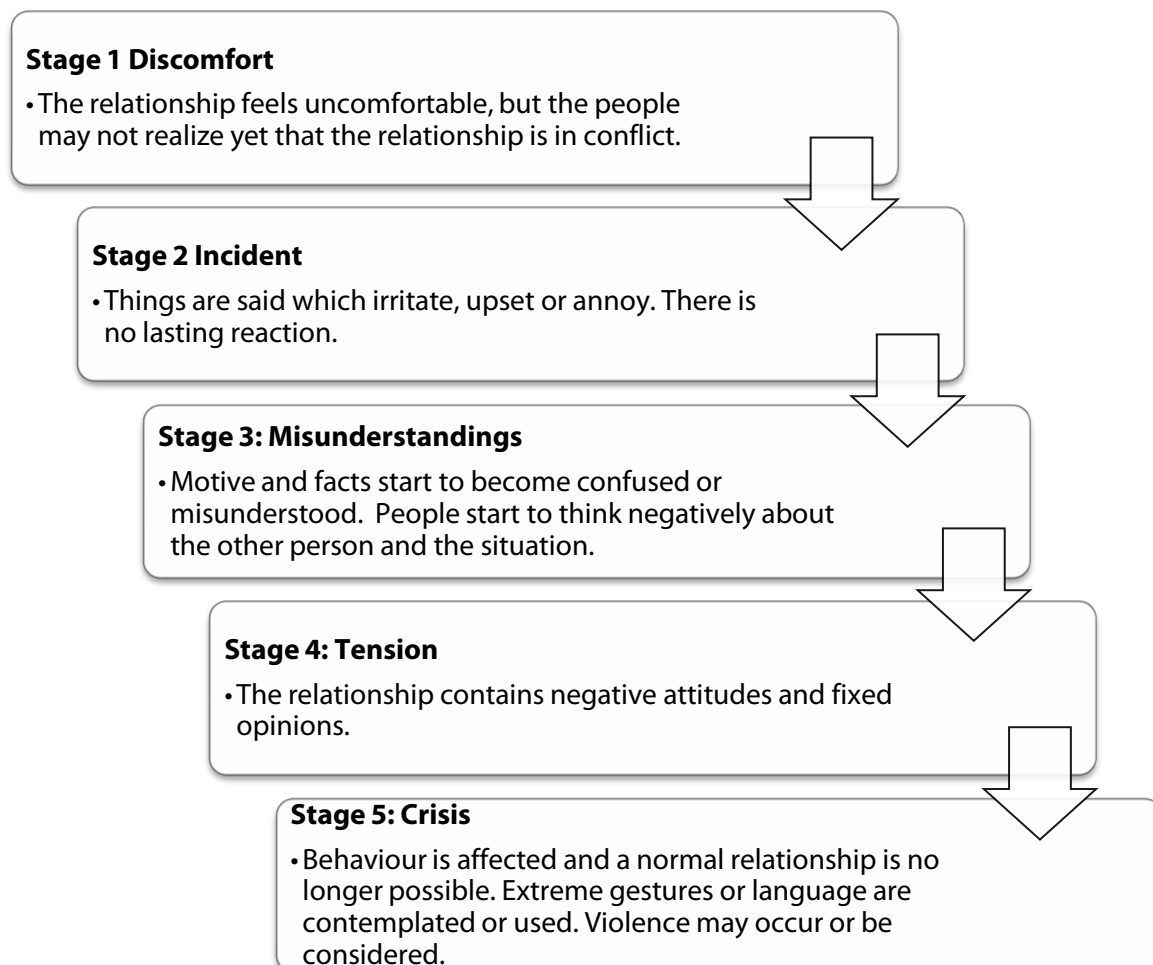 Stage 1 Discomfort
• The relationship feels uncomfortable, but the people
may not realize yet that the relationship is in conflict.
Stage 2 Incident
• Things are said which irritate, upset or annoy. There is
no lasting reaction.
Stage 3: Misunderstandings
• Motive and facts start to become confused or
misunderstood.  People start to think negatively about
the other person and the situation.
Stage 4: Tension
• The relationship contains negative attitudes and fixed
opinions.
Stage 5: Crisis
• Behaviour is affected and a normal relationship is no
longer possible. Extreme gestures or language are
contemplated or used. Violence may occur or be
considered.